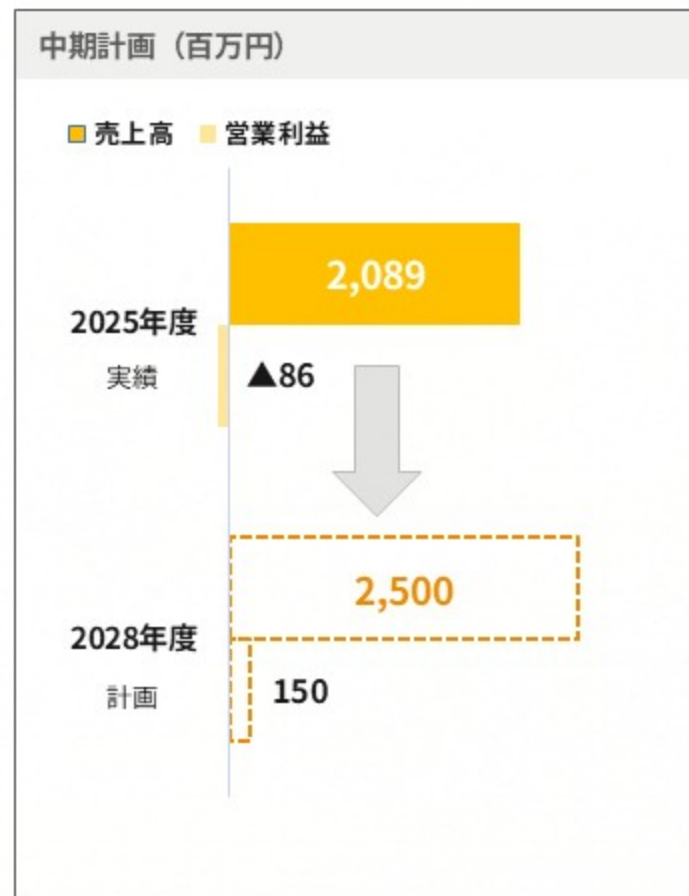 中期計画（百万円）
売上高 営業利益
2,089
2025年度
実績
▲86
2,500
2028年度
計画
150